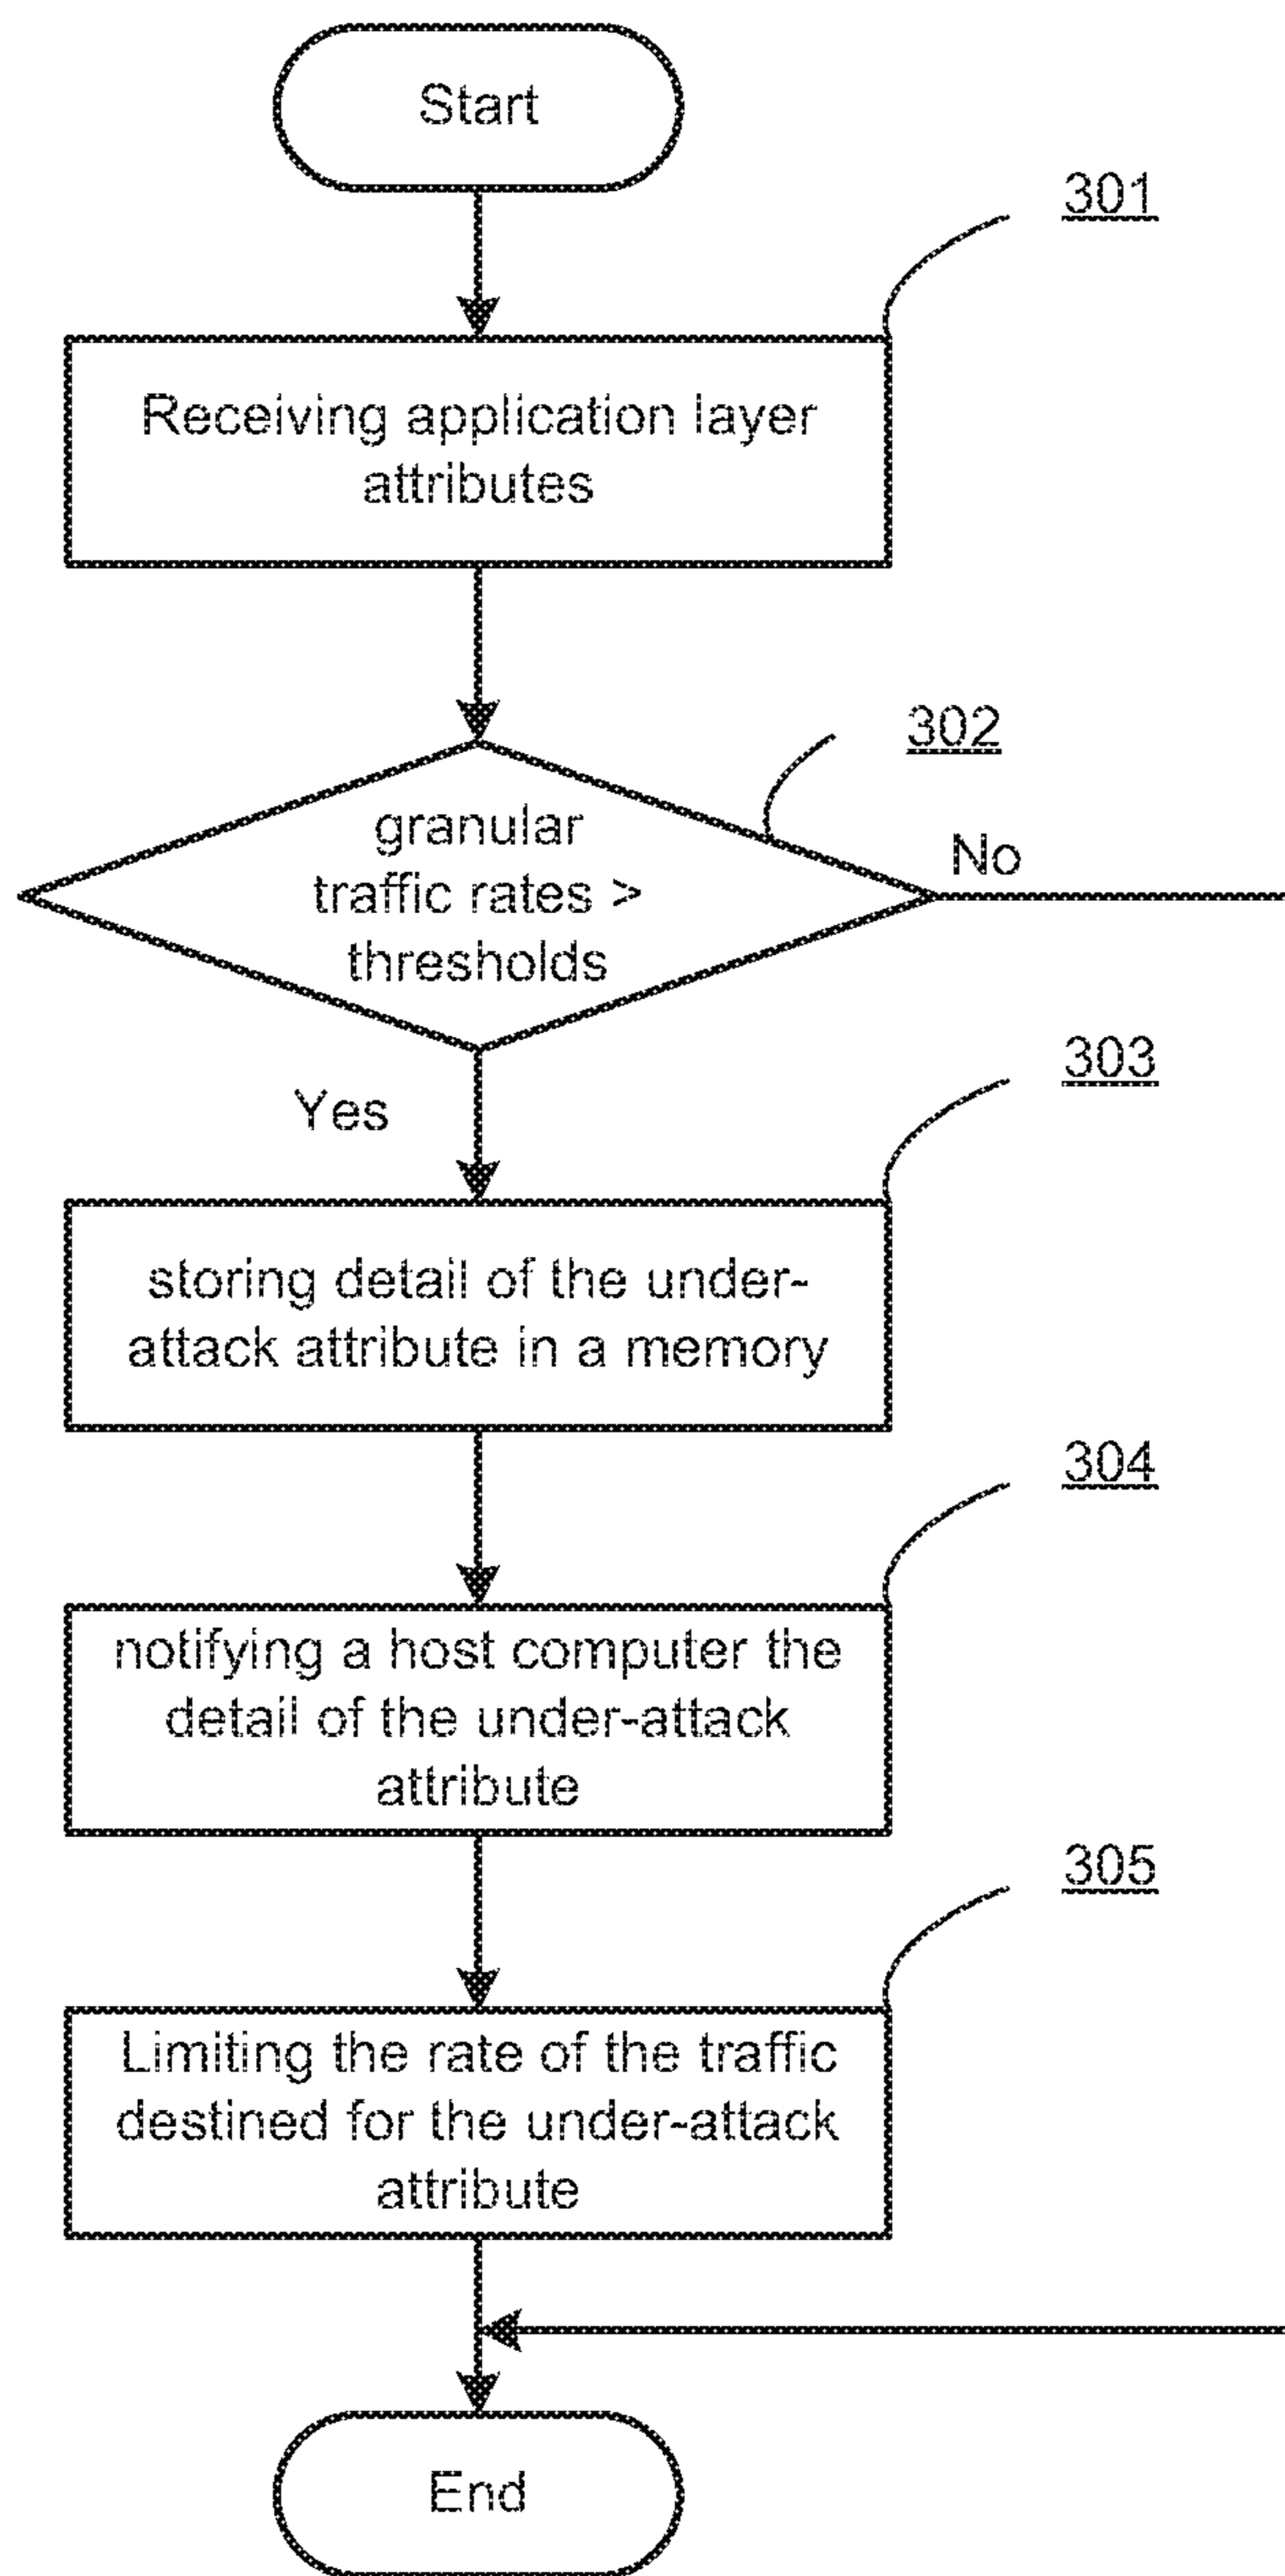 Start
301
Receiving application layer
attributes
302
granular
traffic rates >
thresholds
No
Yes
303
storing detail of the under-
attack attribute in a memory
304
notifying a host computer the
detail of the under-attack
attribute
305
Limiting the rate of the traffic
destined for the under-attack
attribute
End